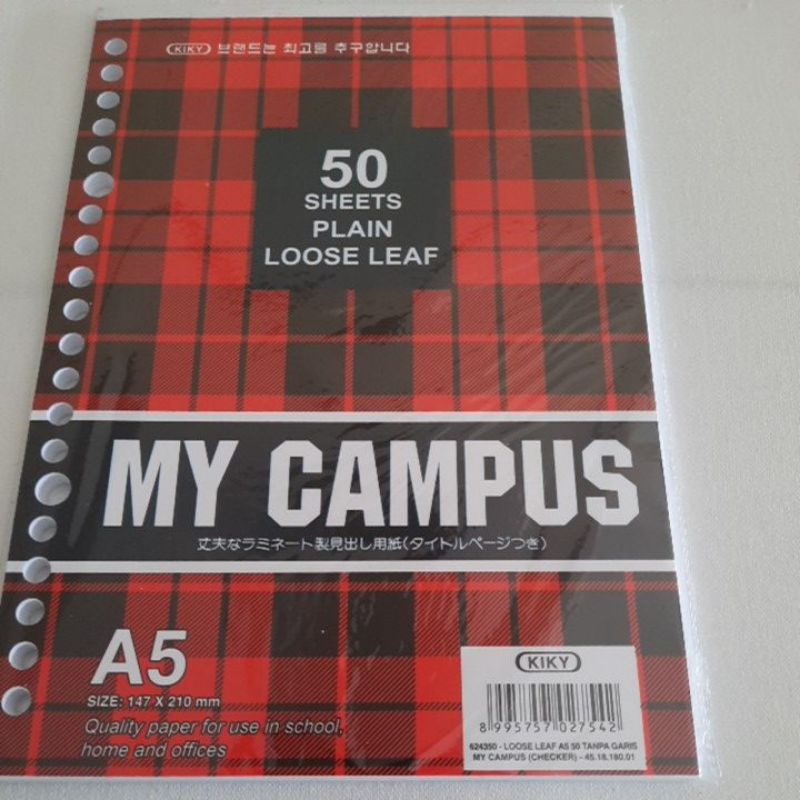 KIKY 브랜드는 최고를 추구합니다
50
SHEETS
PLAIN
LOOSE LEAF
MY CAMPUS
丈夫なラミネート製見出し用紙(タイトルページつき)
A5
SIZE: 147 X 210 mm
Quality paper for use in school,
home and offices
KIKY
8 995757 027542
624350 - LOOSE LEAF A5 50 TANPA GARIS
MY CAMPUS (CHECKER) - 45.18.180.01